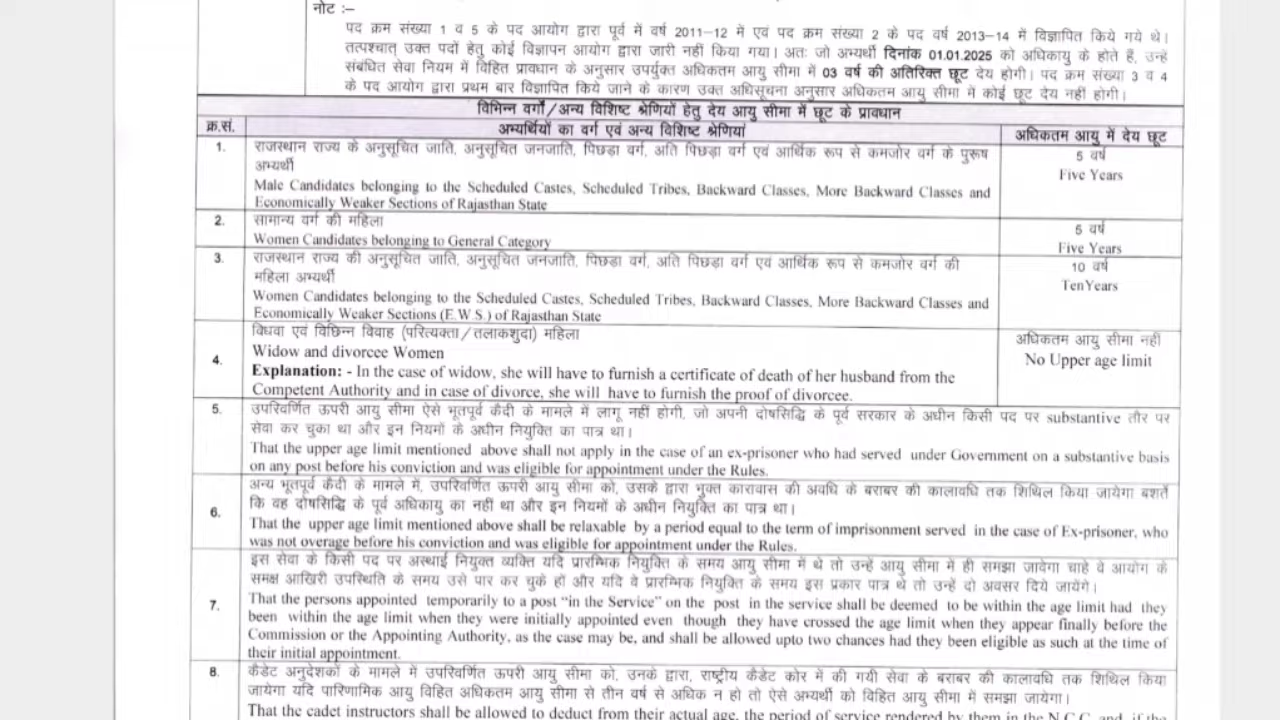 नोट :–
पद क्रम संख्या 1 व 5 के पद आयोग द्वारा पूर्व में वर्ष 2011–12 में एवं पद क्रम संख्या 2 के पद वर्ष 2013–14 में विज्ञापित किये गये थे।
तत्पश्चात् उक्त पदों हेतु कोई विज्ञापन आयोग द्वारा जारी नहीं किया गया। अतः जो अभ्यर्थी दिनांक 01.01.2025 को अधिकायु के होते हैं, उन्हें
संबंधित सेवा नियम में विहित प्रावधान के अनुसार उपर्युक्त अधिकतम आयु सीमा में 03 वर्ष की अतिरिक्त छूट देय होगी। पद क्रम संख्या 3 व 4
के पद आयोग द्वारा प्रथम बार विज्ञापित किये जाने के कारण उक्त अधिसूचना अनुसार अधिकतम आयु सीमा में कोई छूट देय नहीं होगी।
विभिन्न वर्गों/अन्य विशिष्ट श्रेणियों हेतु देय आयु सीमा में छूट के प्रावधान
क्र.सं. अभ्यर्थियों का वर्ग एवं अन्य विशिष्ट श्रेणियां अधिकतम आयु में देय छूट
1. राजस्थान राज्य के अनुसूचित जाति, अनुसूचित जनजाति, पिछड़ा वर्ग, अति पिछड़ा वर्ग एवं आर्थिक रूप से कमजोर वर्ग के पुरूष
अभ्यर्थी
Male Candidates belonging to the Scheduled Castes, Scheduled Tribes, Backward Classes, More Backward Classes and
Economically Weaker Sections of Rajasthan State
5 वर्ष
Five Years
2. सामान्य वर्ग की महिला
Women Candidates belonging to General Category
5 वर्ष
Five Years
3. राजस्थान राज्य की अनुसूचित जाति, अनुसूचित जनजाति, पिछड़ा वर्ग, अति पिछड़ा वर्ग एवं आर्थिक रूप से कमजोर वर्ग की
महिला अभ्यर्थी
Women Candidates belonging to the Scheduled Castes, Scheduled Tribes, Backward Classes, More Backward Classes and
Economically Weaker Sections (E.W.S.) of Rajasthan State
10 वर्ष
TenYears
4. विधवा एवं विछिन्न विवाह (परित्यक्ता/तलाकशुदा) महिला
Widow and divorcee Women
Explanation: - In the case of widow, she will have to furnish a certificate of death of her husband from the
Competent Authority and in case of divorce, she will have to furnish the proof of divorcee.
अधिकतम आयु सीमा नहीं
No Upper age limit
5. उपरिवर्णित ऊपरी आयु सीमा ऐसे भूतपूर्व कैदी के मामले में लागू नहीं होगी, जो अपनी दोषसिद्धि के पूर्व सरकार के अधीन किसी पद पर substantive तौर पर
सेवा कर चुका था और इन नियमों के अधीन नियुक्ति का पात्र था।
That the upper age limit mentioned above shall not apply in the case of an ex-prisoner who had served under Government on a substantive basis
on any post before his conviction and was eligible for appointment under the Rules.
6. अन्य भूतपूर्व कैदी के मामले में, उपरिवर्णित ऊपरी आयु सीमा को, उसके द्वारा भुक्त कारावास की अवधि के बराबर की कालावधि तक शिथिल किया जायेगा बशर्ते
कि वह दोषसिद्धि के पूर्व अधिकायु का नहीं था और इन नियमों के अधीन नियुक्ति का पात्र था।
That the upper age limit mentioned above shall be relaxable by a period equal to the term of imprisonment served in the case of Ex-prisoner, who
was not overage before his conviction and was eligible for appointment under the Rules.
7. इस सेवा के किसी पद पर अस्थाई नियुक्त व्यक्ति यदि प्रारम्भिक नियुक्ति के समय आयु सीमा में थे तो उन्हें आयु सीमा में ही समझा जावेगा चाहे वे आयोग के
समक्ष आखिरी उपस्थिति के समय उसे पार कर चुके हों और यदि वे प्रारम्भिक नियुक्ति के समय इस प्रकार पात्र थे तो उन्हें दो अवसर दिये जायेंगे।
That the persons appointed temporarily to a post "in the Service" on the post in the service shall be deemed to be within the age limit had they
been within the age limit when they were initially appointed even though they have crossed the age limit when they appear finally before the
Commission or the Appointing Authority, as the case may be, and shall be allowed upto two chances had they been eligible as such at the time of
their initial appointment.
8. कैडेट अनुदेशकों के मामले में उपरिवर्णित ऊपरी आयु सीमा को, उनके द्वारा, राष्ट्रीय कैडेट कोर में की गयी सेवा के बराबर की कालावधि तक शिथिल किया
जायेगा यदि पारिणामिक आयु विहित अधिकतम आयु सीमा से तीन वर्ष से अधिक न हो तो ऐसे अभ्यर्थी को विहित आयु सीमा में समझा जायेगा।
That the cadet instructors shall be allowed to deduct from their actual age, the period of service rendered by them in the N.C.C. and, if the